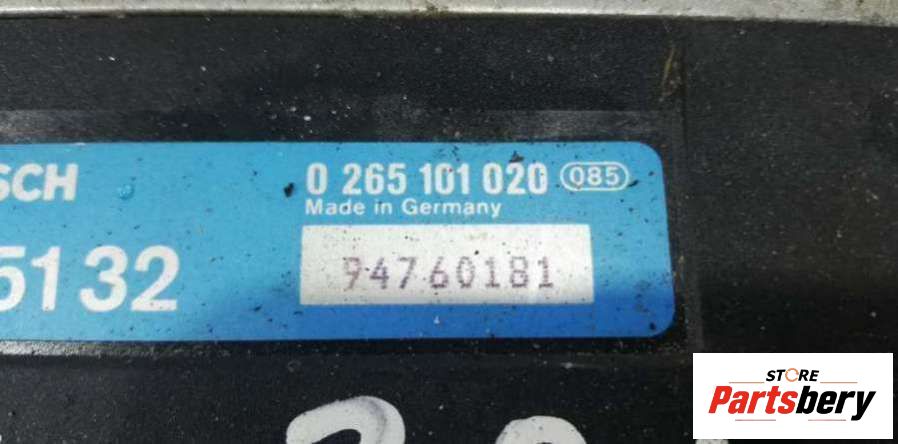 SCH
0 265 101 020 085
Made in Germany
5132
94760181
STORE
Partsbery